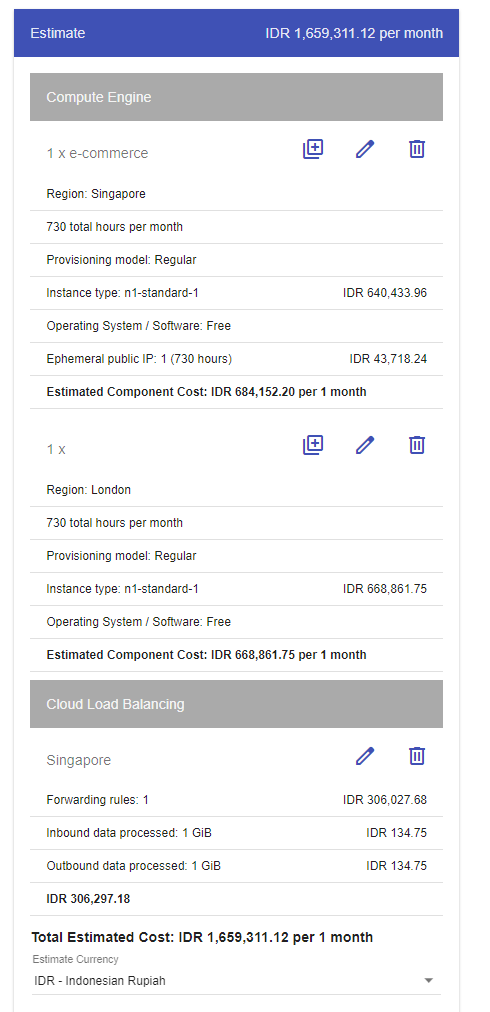 Estimate IDR 1,659,311.12 per month
Compute Engine
1 x e-commerce
Region: Singapore
730 total hours per month
Provisioning model: Regular
Instance type: n1-standard-1 IDR 640,433.96
Operating System / Software: Free
Ephemeral public IP: 1 (730 hours) IDR 43,718.24
Estimated Component Cost: IDR 684,152.20 per 1 month
1 x
Region: London
730 total hours per month
Provisioning model: Regular
Instance type: n1-standard-1 IDR 668,861.75
Operating System / Software: Free
Estimated Component Cost: IDR 668,861.75 per 1 month
Cloud Load Balancing
Singapore
Forwarding rules: 1 IDR 306,027.68
Inbound data processed: 1 GiB IDR 134.75
Outbound data processed: 1 GiB IDR 134.75
IDR 306,297.18
Total Estimated Cost: IDR 1,659,311.12 per 1 month
Estimate Currency
IDR - Indonesian Rupiah